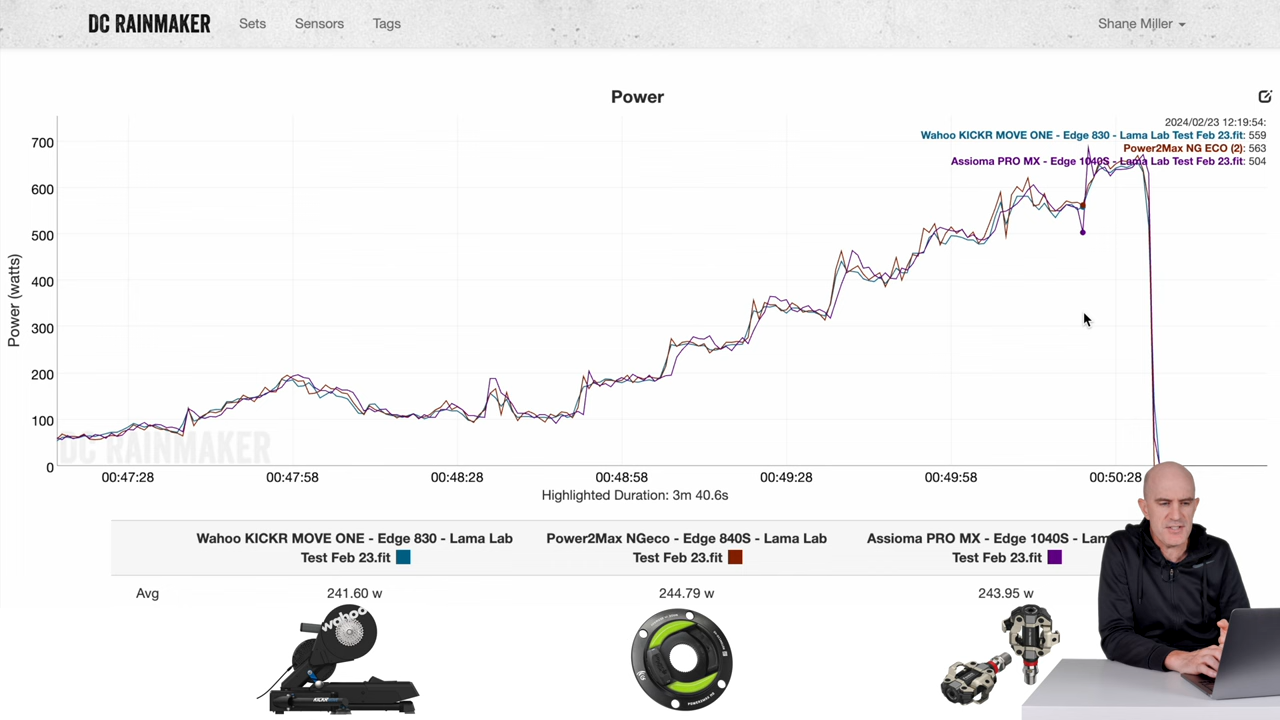 DC RAINMAKER
Sets
Sensors
Tags
Shane Miller
Power
2024/02/23 12:19:54:
Wahoo KICKR MOVE ONE - Edge 830 - Lama Lab Test Feb 23.fit: 559
Power2Max NG ECO (2): 563
Assioma PRO MX - Edge 1040S - Lama Lab Test Feb 23.fit: 504
Power (watts)
700
600
500
400
300
200
100
0
DC RAINMAKER
00:47:28
00:47:58
00:48:28
00:48:58
00:49:28
00:49:58
00:50:28
Highlighted Duration: 3m 40.6s
Wahoo KICKR MOVE ONE - Edge 830 - Lama Lab
Test Feb 23.fit
Power2Max NGeco - Edge 840S - Lama Lab
Test Feb 23.fit
Assioma PRO MX - Edge 1040S - Lam
Test Feb 23.fit
Avg
241.60 w
244.79 w
243.95 w
wahoo
KICKR